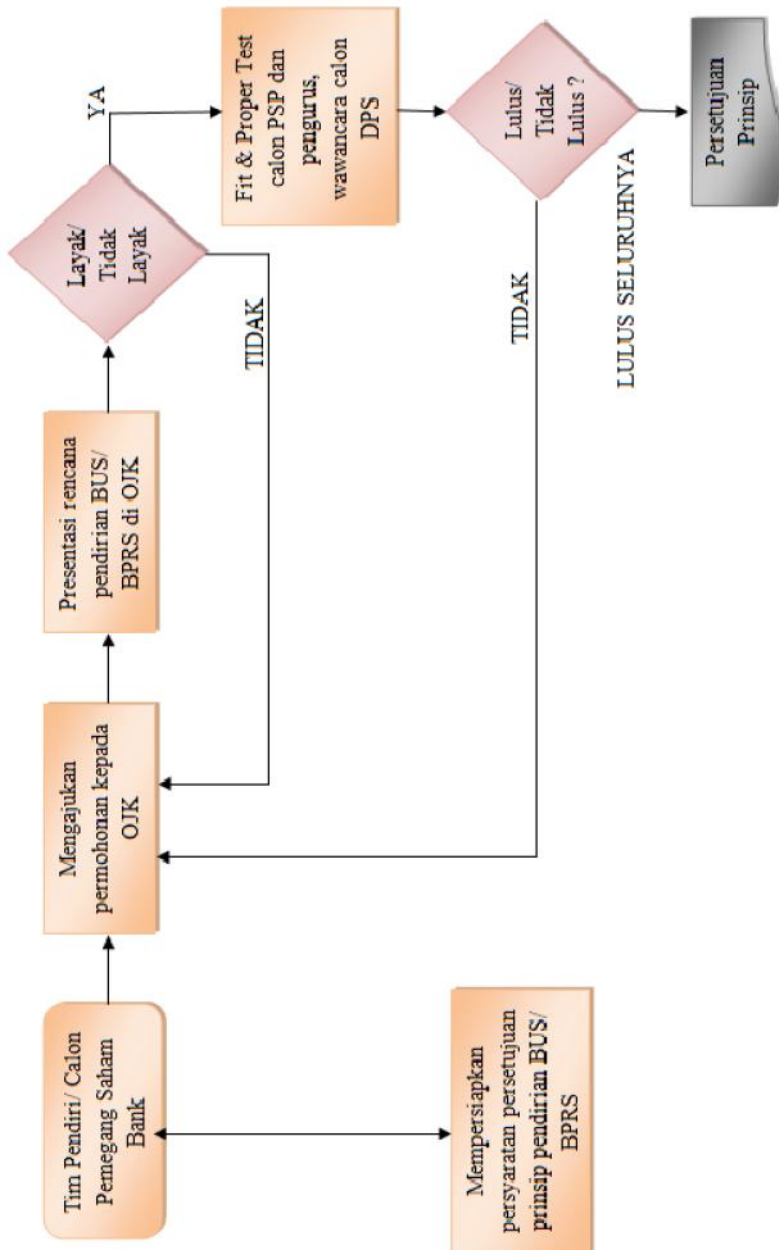 Tim Pendiri/ Calon
Pemegang Saham
Bank
Mengajukan
permohonan kepada
OJK
Presentasi rencana
pendirian BUS/
BPRS di OJK
Layak/
Tidak
Layak
YA
TIDAK
Fit & Proper Test
calon PSP dan
pengurus,
wawancara calon
DPS
Lulus/
Tidak
Lulus ?
TIDAK
LULUS SELURUHNYA
Persetujuan
Prinsip
Mempersiapkan
persyaratan persetujuan
prinsip pendirian BUS/
BPRS